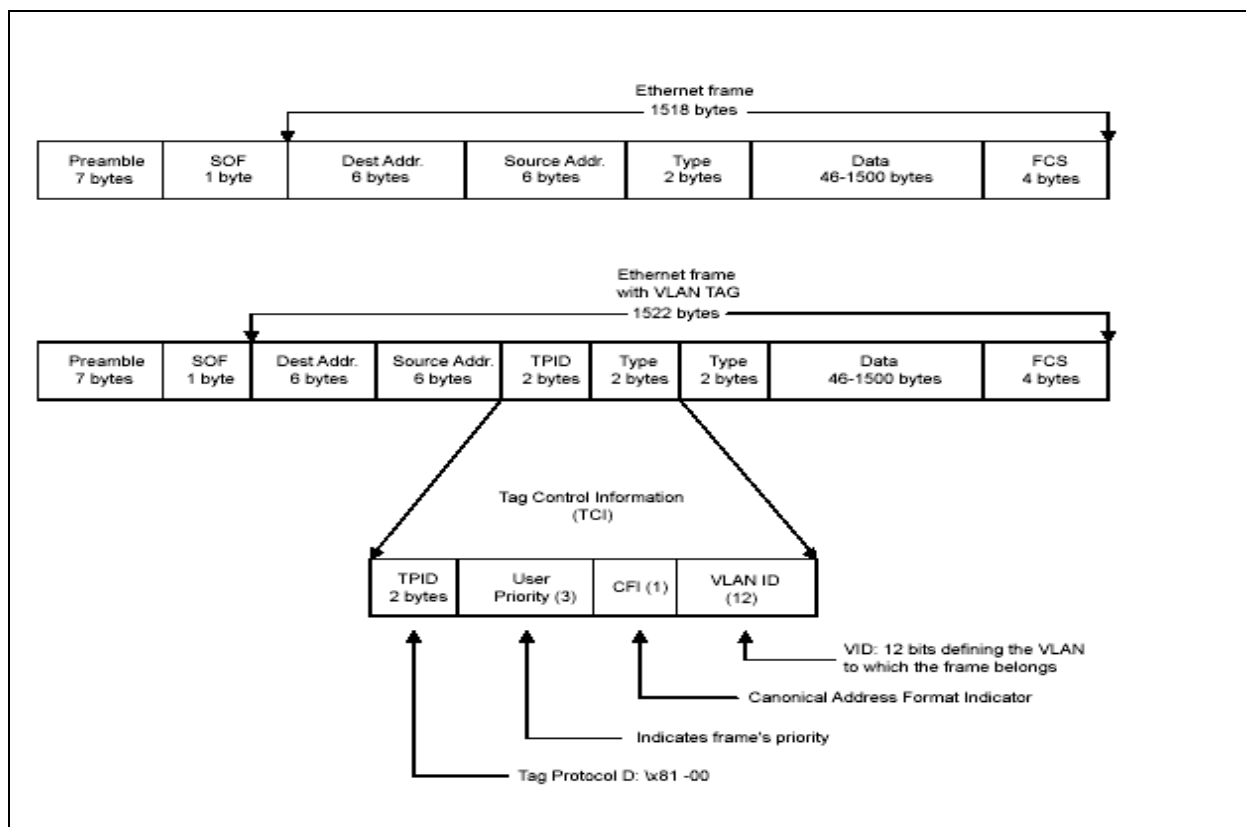 Ethernet frame
1518 bytes
Preamble
7 bytes
SOF
1 byte
Dest Addr.
6 bytes
Source Addr.
6 bytes
Type
2 bytes
Data
46-1500 bytes
FCS
4 bytes
Ethernet frame
with VLAN TAG
1522 bytes
Preamble
7 bytes
SOF
1 byte
Dest Addr.
6 bytes
Source Addr.
6 bytes
TPID
2 bytes
Type
2 bytes
Type
2 bytes
Data
46-1500 bytes
FCS
4 bytes
Tag Control Information
(TCI)
TPID
2 bytes
User
Priority (3)
CFI (1)
VLAN ID
(12)
VID: 12 bits defining the VLAN
to which the frame belongs
Canonical Address Format Indicator
Indicates frame's priority
Tag Protocol D: \x81 -00